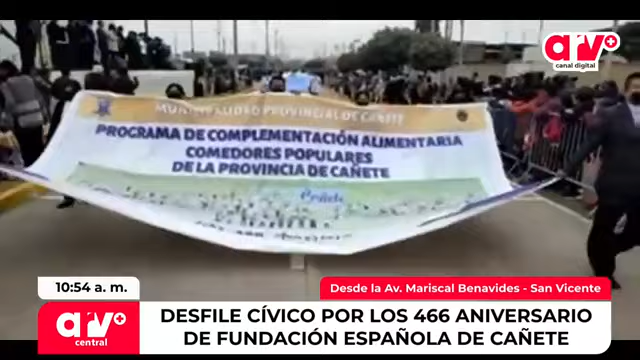 arv+
canal digital
MUNICIPALIDAD PROVINCIAL DE CAÑETE
PROGRAMA DE COMPLEMENTACIÓN ALIMENTARIA
COMEDORES POPULARES
DE LA PROVINCIA DE CAÑETE
10:54 a. m.
Desde la Av. Mariscal Benavides - San Vicente
arv+
central
DESFILE CÍVICO POR LOS 466 ANIVERSARIO
DE FUNDACIÓN ESPAÑOLA DE CAÑETE